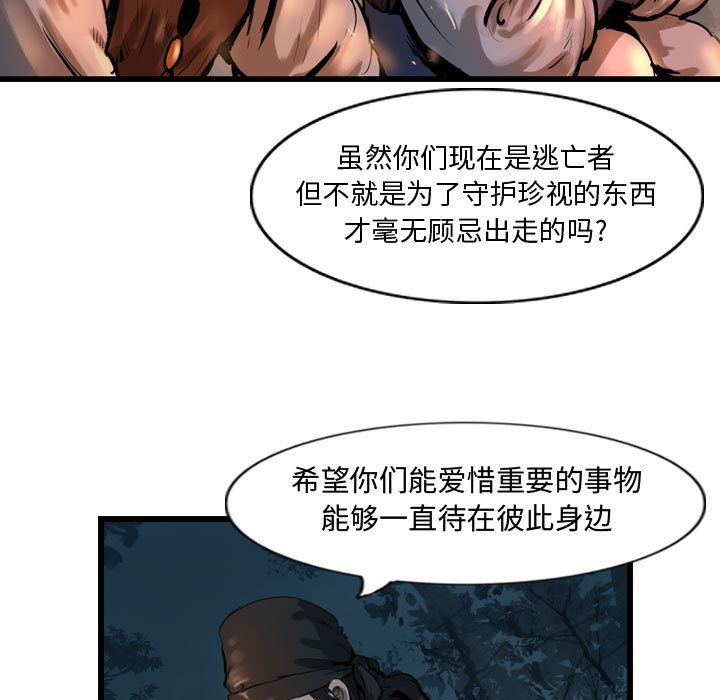 虽然你们现在是逃亡者
但不就是为了守护珍视的东西
才毫无顾忌出走的吗?
希望你们能爱惜重要的事物
能够一直待在彼此身边